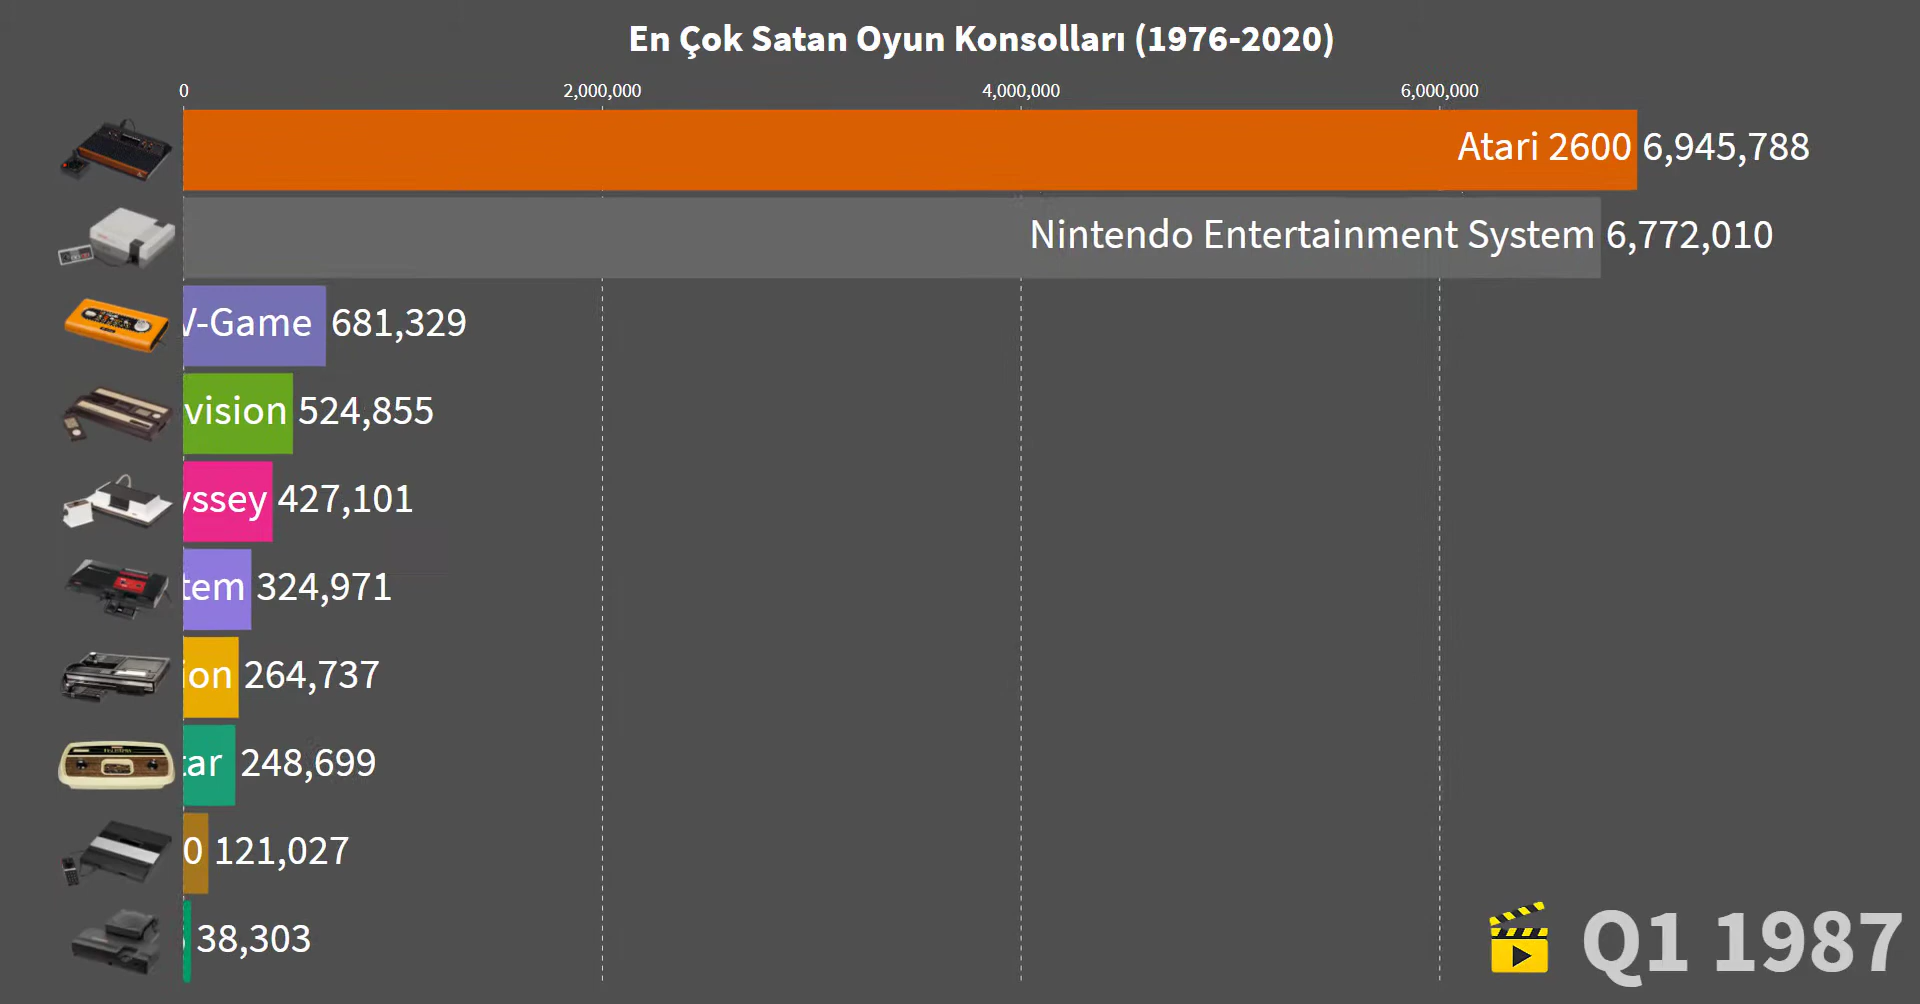 En Çok Satan Oyun Konsolları (1976-2020)
0 2,000,000 4,000,000 6,000,000
Atari 2600 6,945,788
Nintendo Entertainment System 6,772,010
V-Game 681,329
vision 524,855
yssey 427,101
tem 324,971
ion 264,737
tar 248,699
0 121,027
38,303
Q1 1987